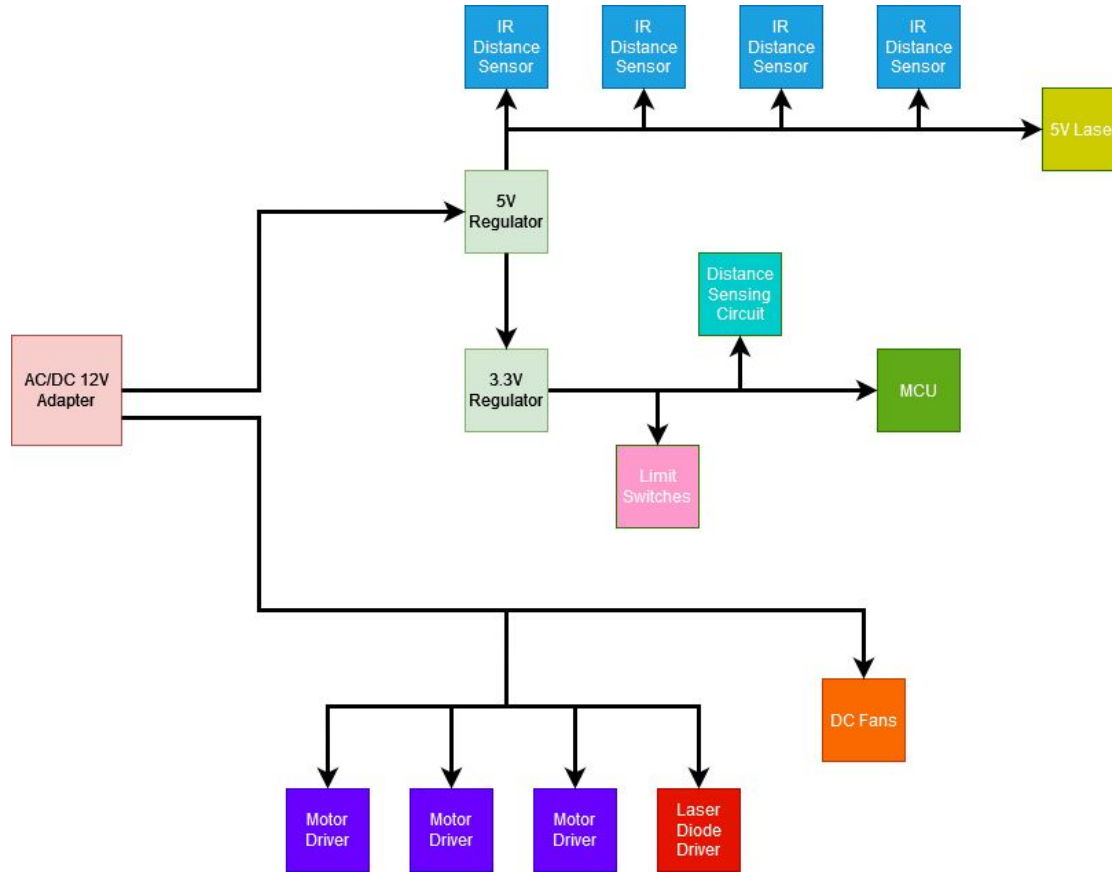 IR
Distance
Sensor
IR
Distance
Sensor
IR
Distance
Sensor
IR
Distance
Sensor
5V Lase
5V
Regulator
Distance
Sensing
Circuit
AC/DC 12V
Adapter
3.3V
Regulator
MCU
Limit
Switches
DC Fans
Motor
Driver
Motor
Driver
Motor
Driver
Laser
Diode
Driver